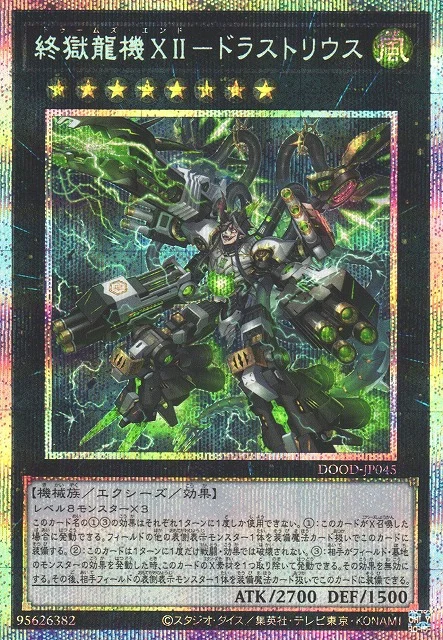 ドゥームズ エンド
終獄龍機XII－ドラストリウス
風
DOOD-JP045
【機械族／エクシーズ／効果】
レベル8モンスター×3
このカード名の①③の効果はそれぞれ1ターンに1度しか使用できない。①：このカードがX召喚した
場合に発動できる。フィールドの他の表側表示モンスター1体を装備魔法カード扱いでこのカードに
装備する。②：このカードは1ターンに1度だけ戦闘・効果では破壊されない。③：相手がフィールド・墓地
のモンスターの効果を発動した時、このカードのX素材を1つ取り除いて発動できる。その効果を無効に
する。その後、相手フィールドの表側表示モンスター1体を装備魔法カード扱いでこのカードに装備できる。
ATK/2700 DEF/1500
95626382
©スタジオ・ダイス／集英社・テレビ東京・KONAMI